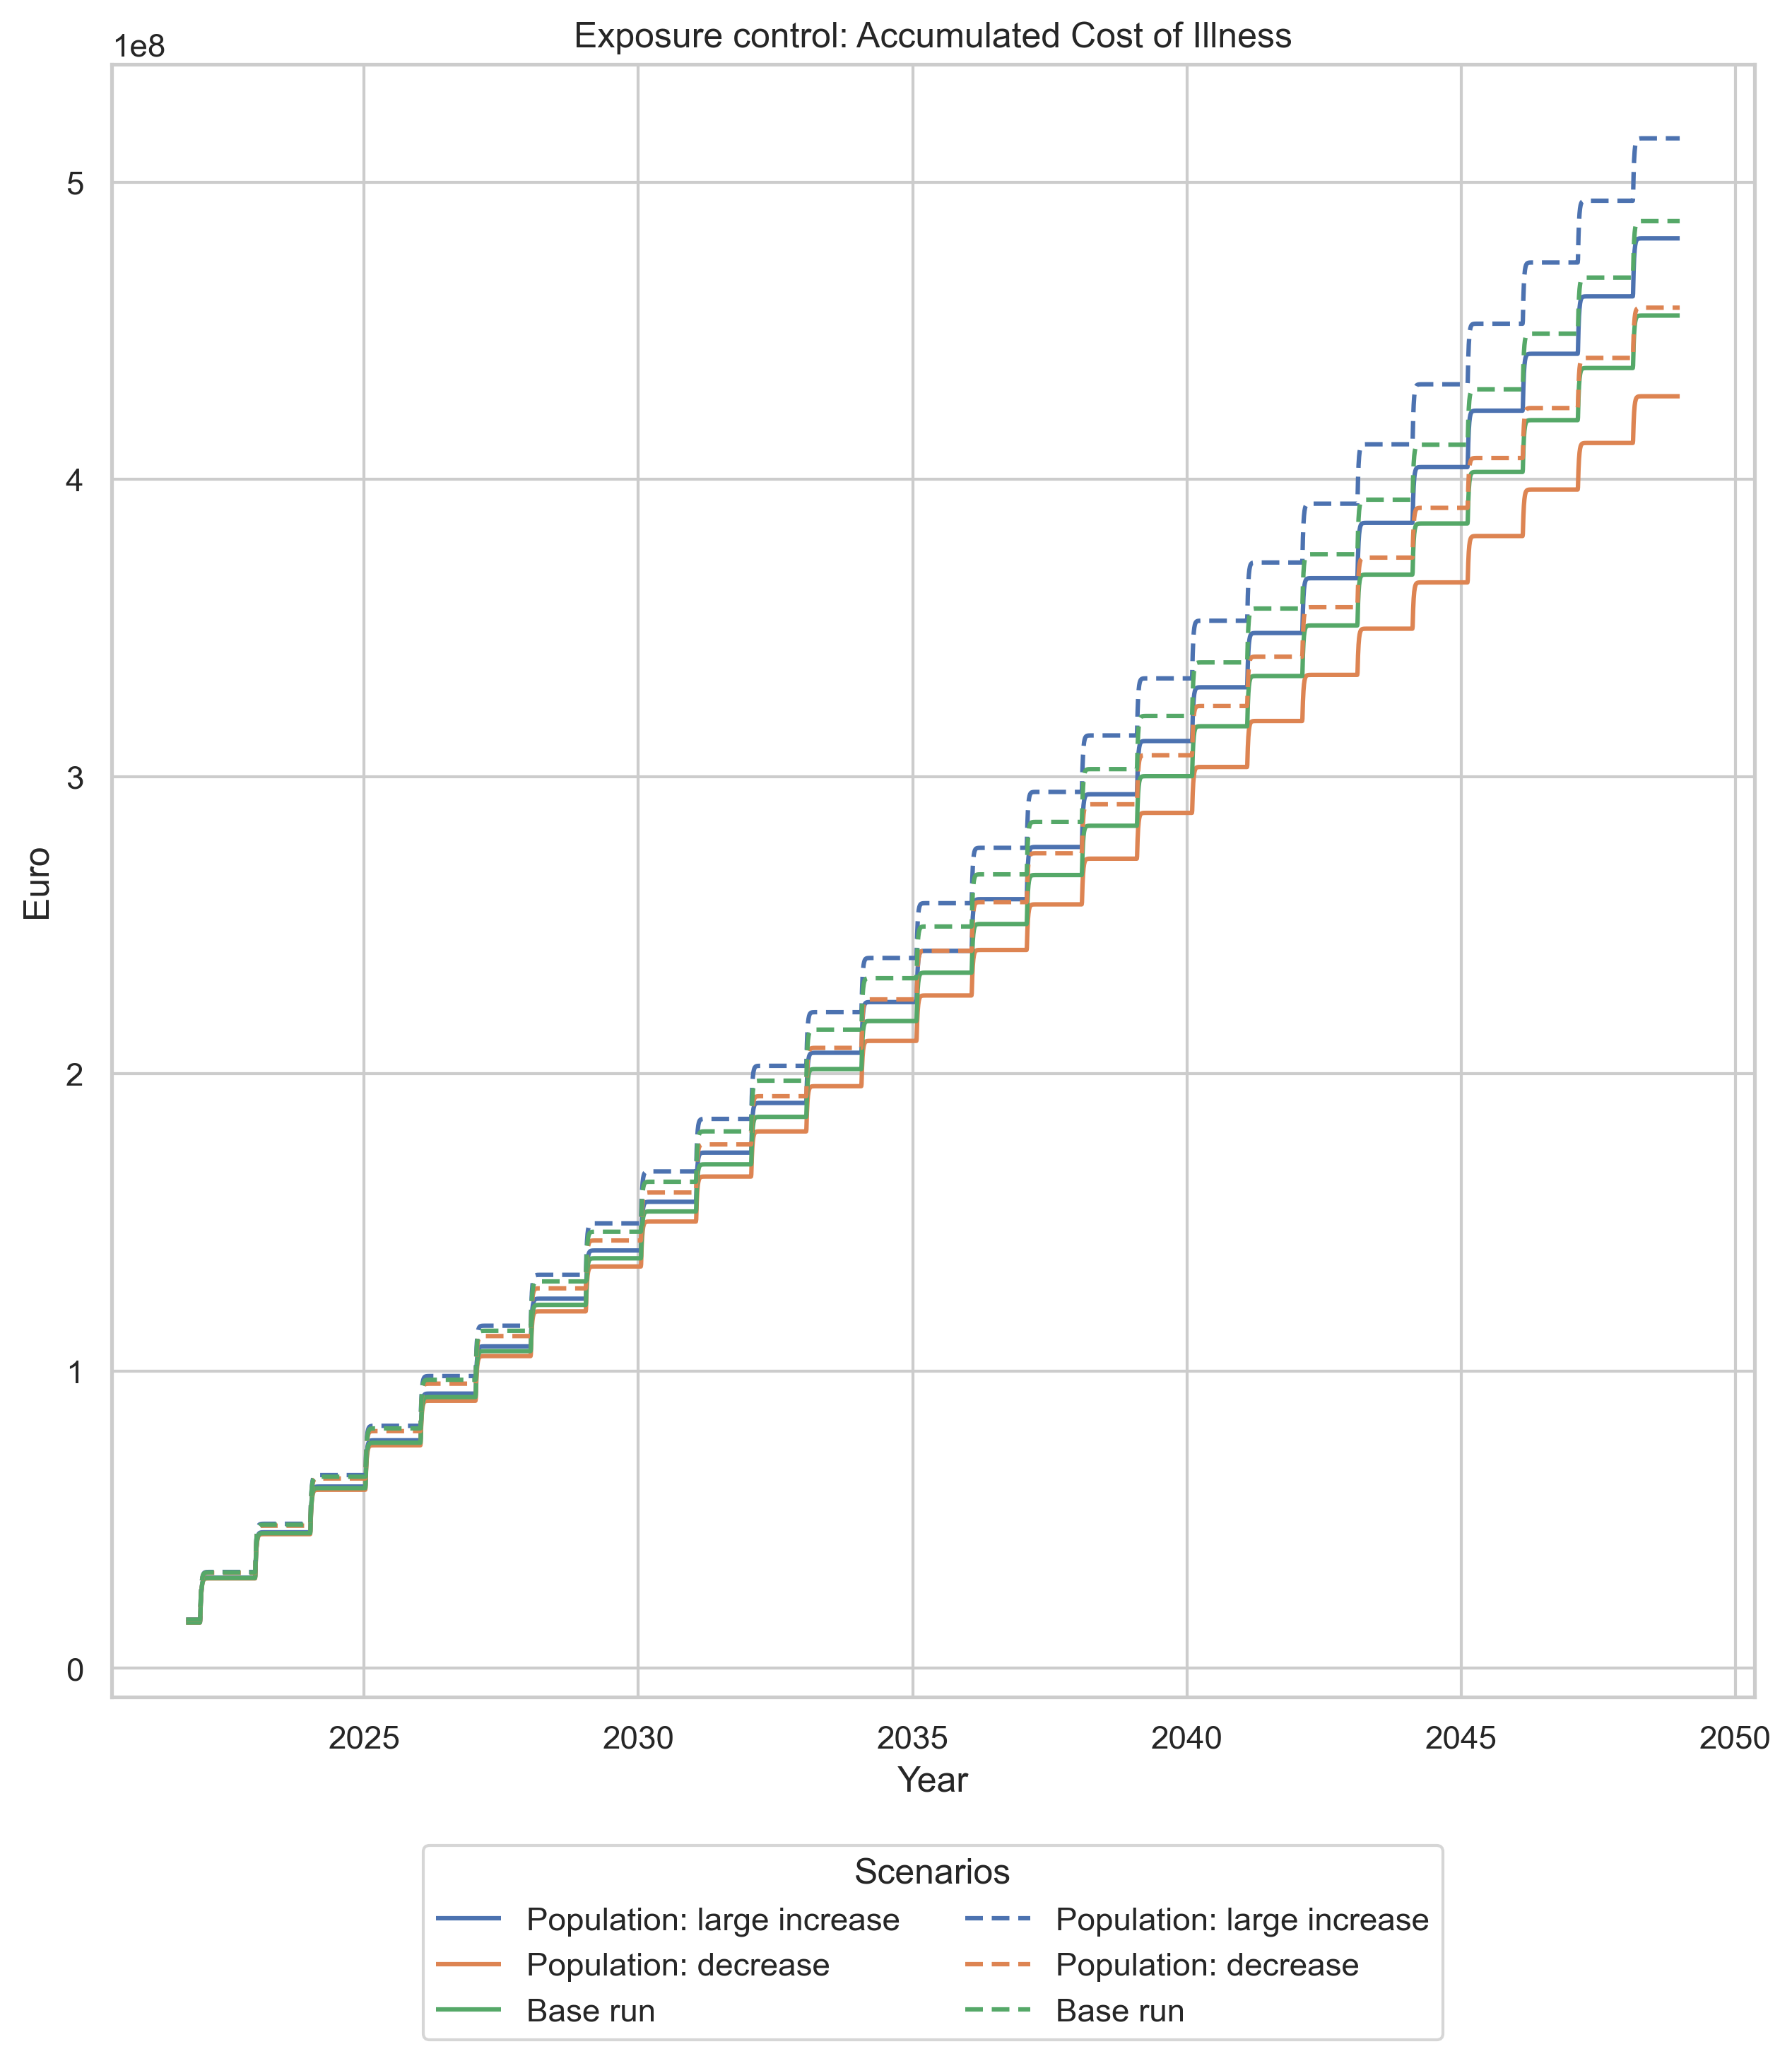 Exposure control: Accumulated Cost of Illness
1e8
5
4
3
2
1
0
Euro
2025 2030 2035 2040 2045 2050
Year
Scenarios
Population: large increase Population: large increase
Population: decrease Population: decrease
Base run Base run